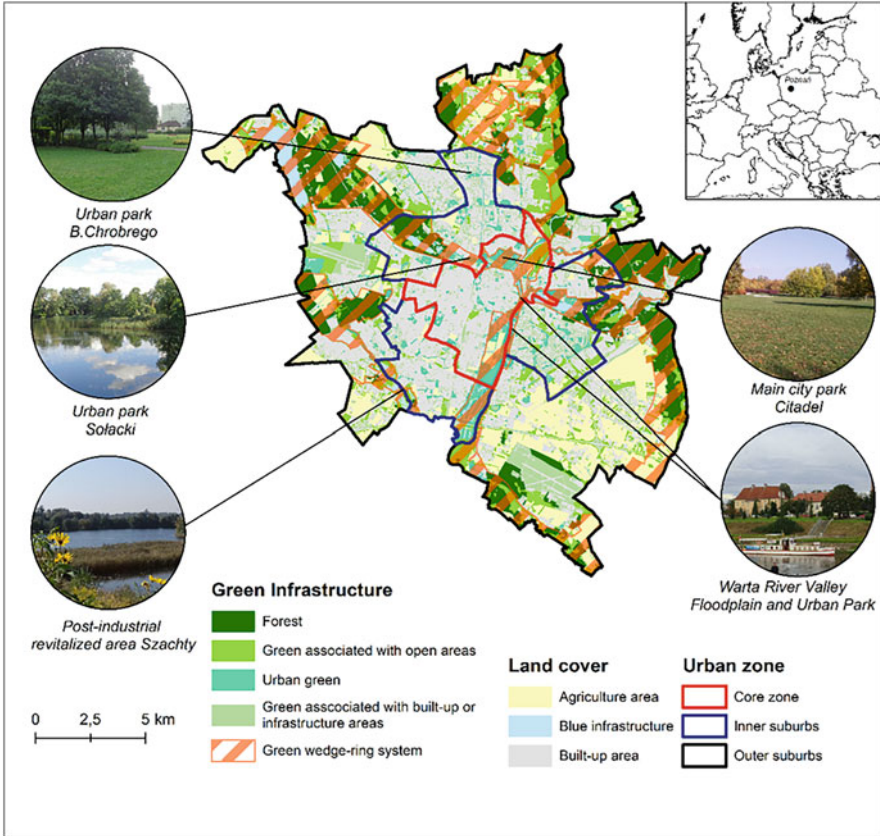 Poznań
Urban park
B.Chrobrego
Urban park
Sołacki
Post-industrial
revitalized area Szachty
Main city park
Citadel
Warta River Valley
Floodplain and Urban Park
Green Infrastructure
Forest
Green associated with open areas
Urban green
Green asscociated with built-up or
infrastructure areas
Green wedge-ring system
0 2,5 5 km
Land cover
Agriculture area
Blue infrastructure
Built-up area
Urban zone
Core zone
Inner suburbs
Outer suburbs